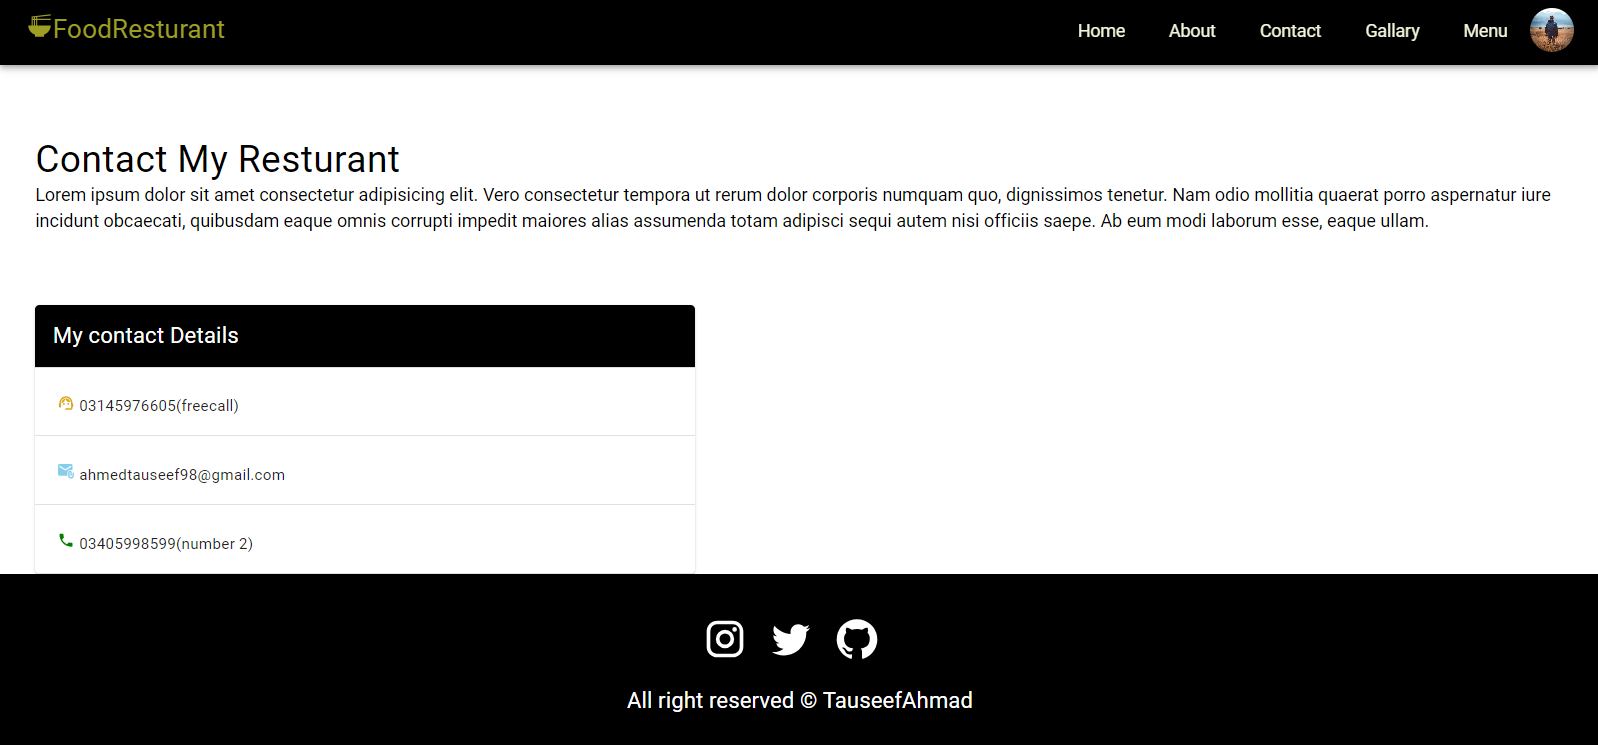 FoodResturant
Home About Contact Gallary Menu
Contact My Resturant
Lorem ipsum dolor sit amet consectetur adipisicing elit. Vero consectetur tempora ut rerum dolor corporis numquam quo, dignissimos tenetur. Nam odio mollitia quaerat porro aspernatur iure
incidunt obcaecati, quibusdam eaque omnis corrupti impedit maiores alias assumenda totam adipisci sequi autem nisi officiis saepe. Ab eum modi laborum esse, eaque ullam.
My contact Details
03145976605(freecall)
ahmedtauseef98@gmail.com
03405998599(number 2)
All right reserved © TauseefAhmad